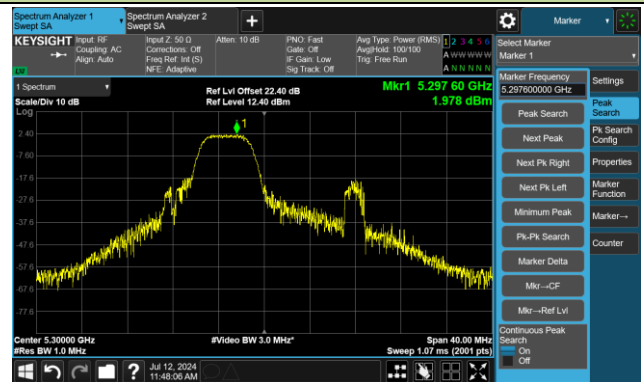 Spectrum Analyzer 1
Swept SA
Spectrum Analyzer 2
Swept SA
Marker
KEYSIGHT
Input: RF
Coupling: AC
Align: Auto
Input Z: 50 Ω
Corrections: Off
Freq Ref: Int (S)
NFE: Adaptive
Atten: 10 dB
PNO: Fast
Gate: Off
IF Gain: Low
Sig Track: Off
Avg Type: Power (RMS)
Avg|Hold: 100/100
Trig: Free Run
1 2 3 4 5 6
A W W W W W
A N N N N N
Select Marker
Marker 1
1 Spectrum
Scale/Div 10 dB
Log
Ref Lvl Offset 22.40 dB
Ref Level 12.40 dBm
Mkr1 5.297 60 GHz
1.978 dBm
1
2.40
-7.60
-17.6
-27.6
-37.6
-47.6
-57.6
-67.6
-77.6
Center 5.30000 GHz
#Res BW 1.0 MHz
#Video BW 3.0 MHz*
Span 40.00 MHz
Sweep 1.07 ms (2001 pts)
Marker Frequency
5.297600000 GHz
Peak Search
Next Peak
Next Pk Right
Next Pk Left
Minimum Peak
Pk-Pk Search
Marker Delta
Mkr→CF
Mkr→Ref Lvl
Continuous Peak
Search
On
Off
Settings
Peak
Search
Pk Search
Config
Properties
Marker
Function
Marker→
Counter
?
Jul 12, 2024
11:48:06 AM